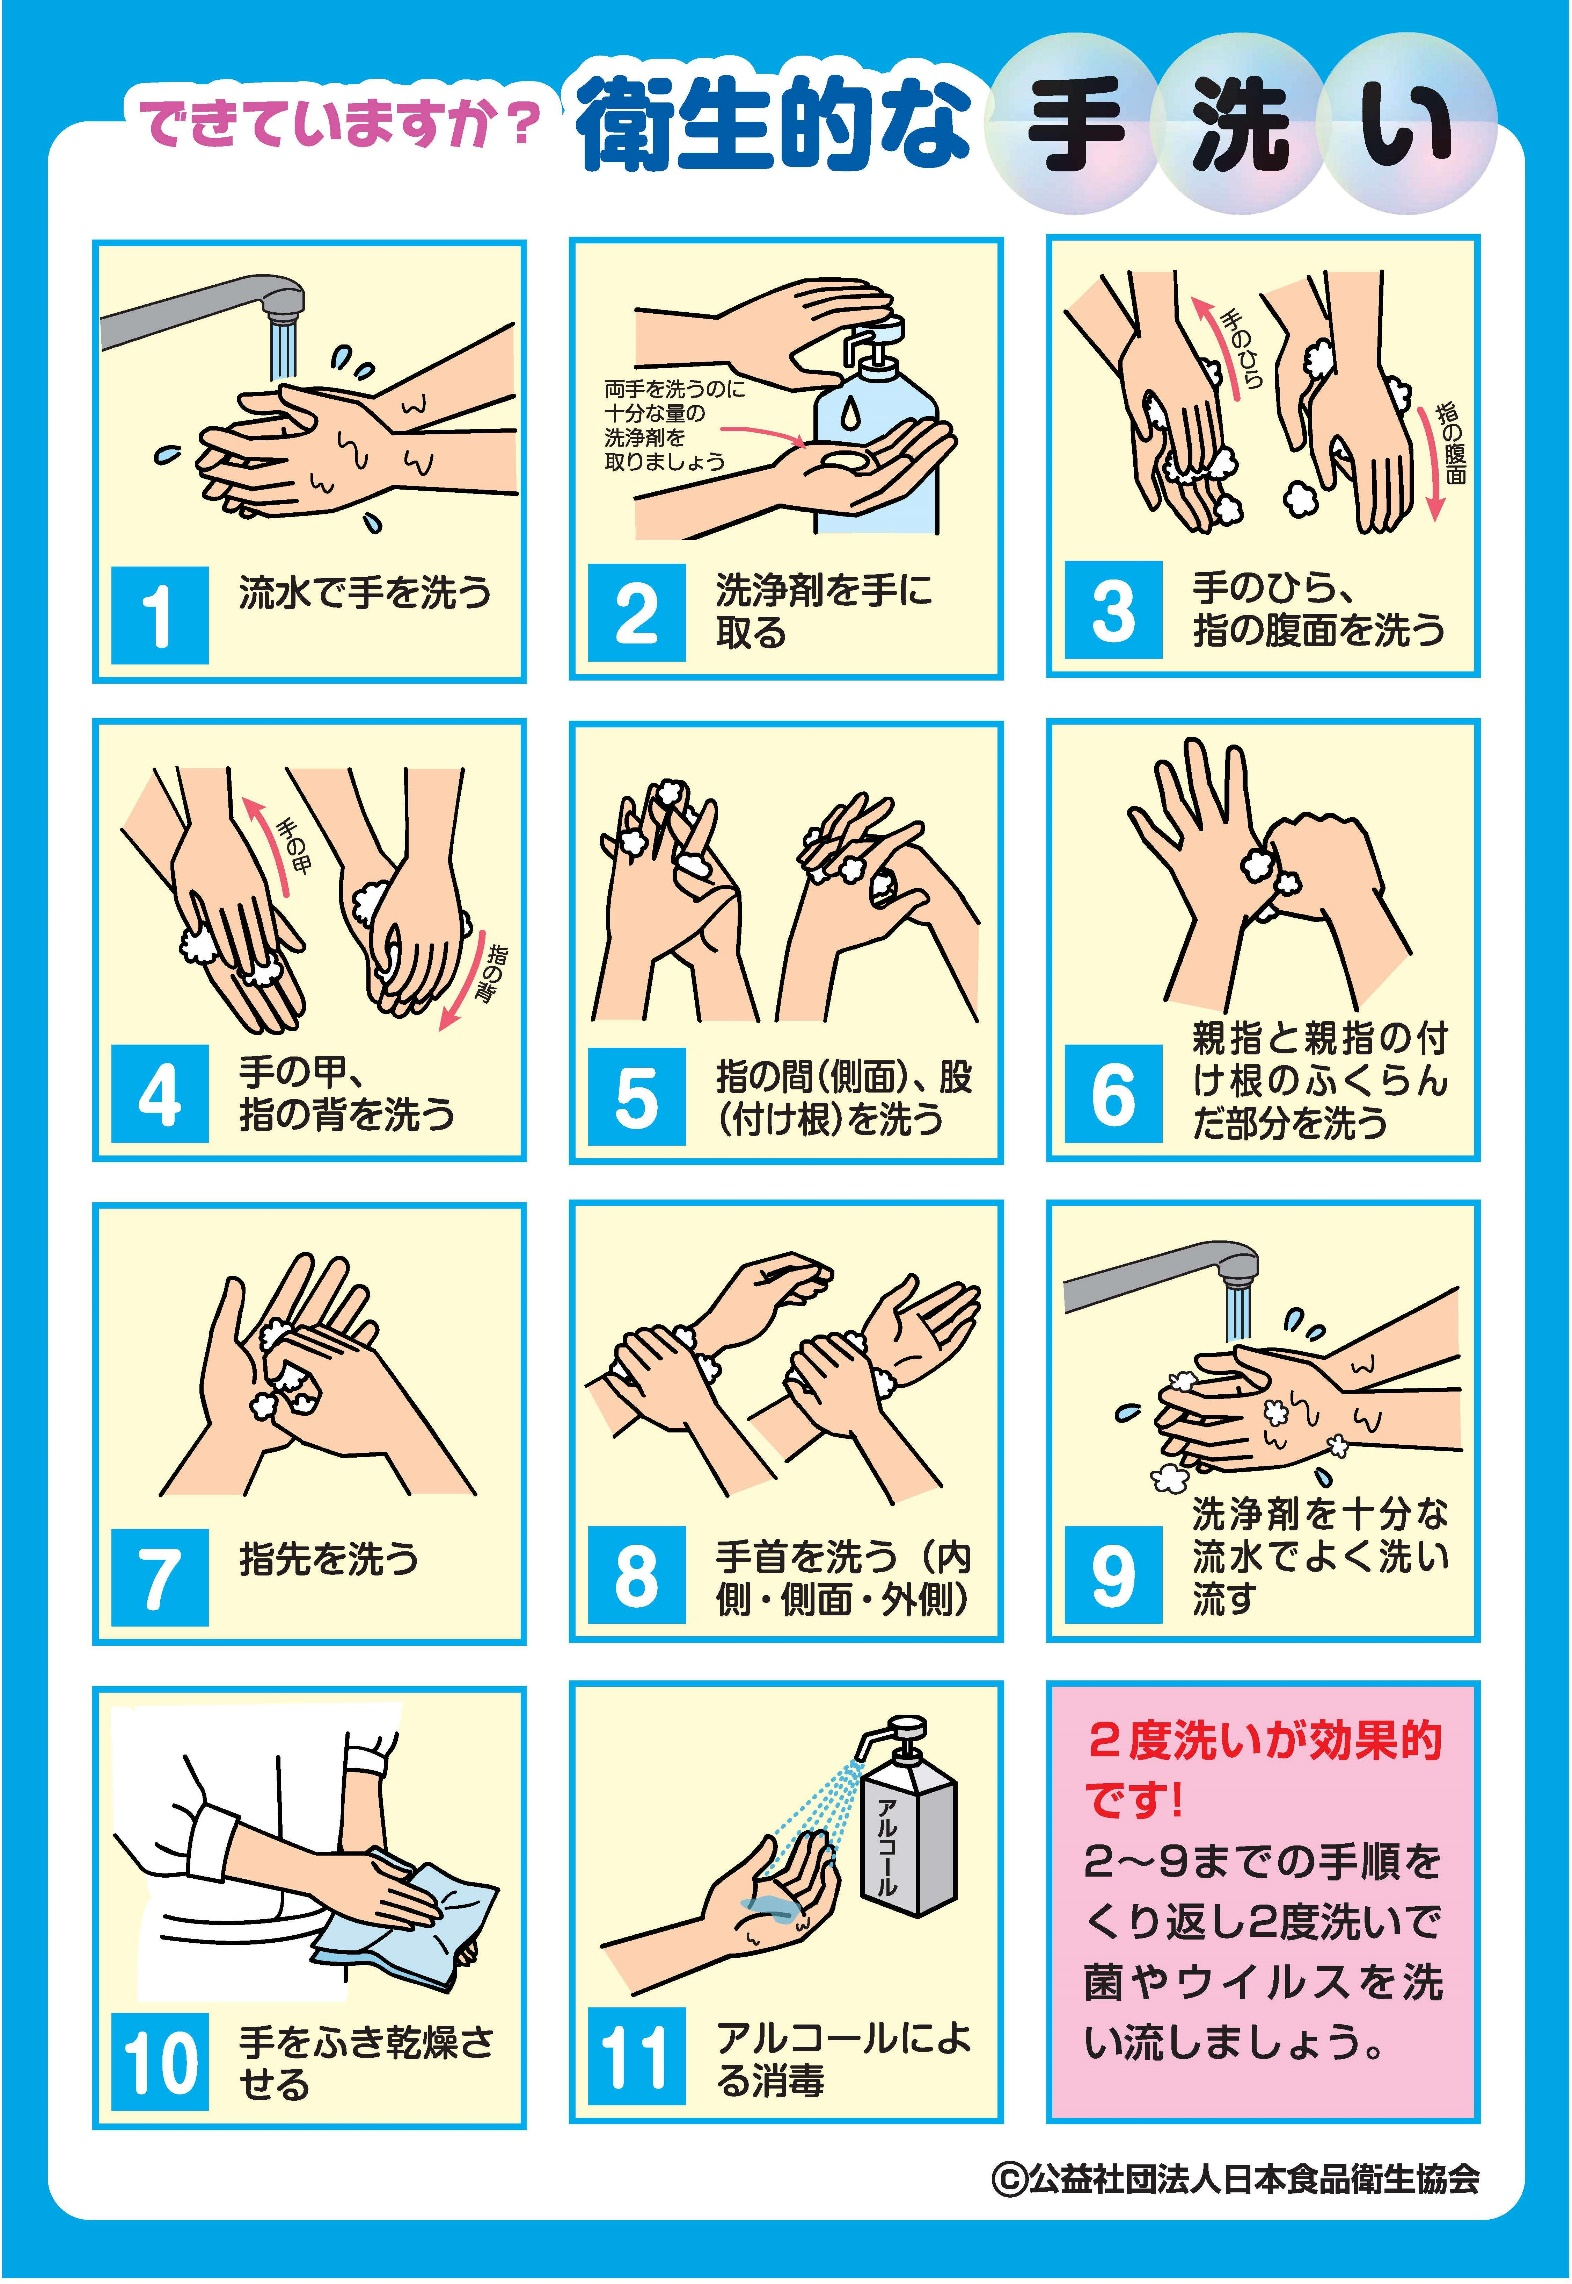 できていますか？ 衛生的な手洗い
両手を洗うのに
十分な量の
洗浄剤を
取りましょう
手のひら
指の腹面
1 流水で手を洗う
2 洗浄剤を手に
取る
3 手のひら、
指の腹面を洗う
手の甲
指の背
4 手の甲、
指の背を洗う
5 指の間（側面）、股
（付け根）を洗う
6 親指と親指の付
け根のふくらん
だ部分を洗う
7 指先を洗う
8 手首を洗う（内
側・側面・外側）
9 洗浄剤を十分な
流水でよく洗い
流す
10 手をふき乾燥さ
せる
アルコール
11 アルコールによ
る消毒
２度洗いが効果的
です!
2〜9までの手順を
くり返し2度洗いで
菌やウイルスを洗
い流しましょう。
©公益社団法人日本食品衛生協会